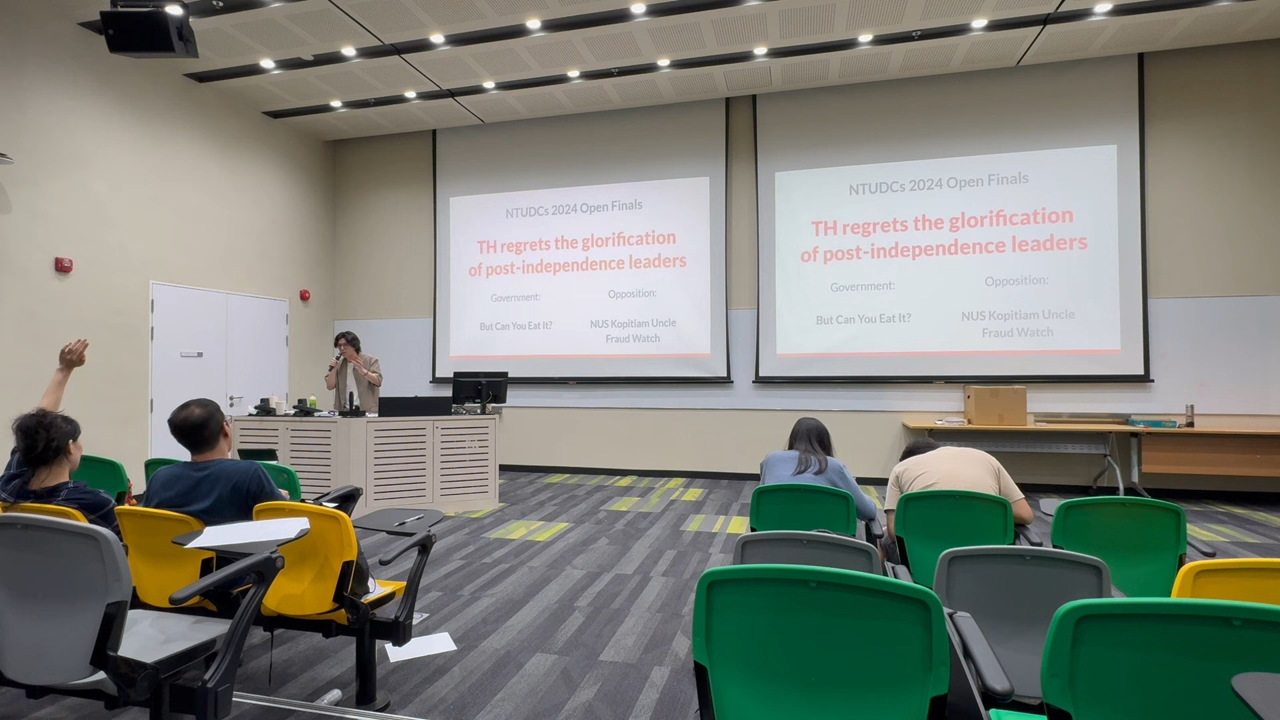 NTUDCs 2024 Open Finals
TH regrets the glorification
of post-independence leaders
Government:
Opposition:
But Can You Eat It?
NUS Kopitiam Uncle
Fraud Watch
NTUDCs 2024 Open Finals
TH regrets the glorification
of post-independence leaders
Government:
Opposition:
But Can You Eat It?
NUS Kopitiam Uncle
Fraud Watch